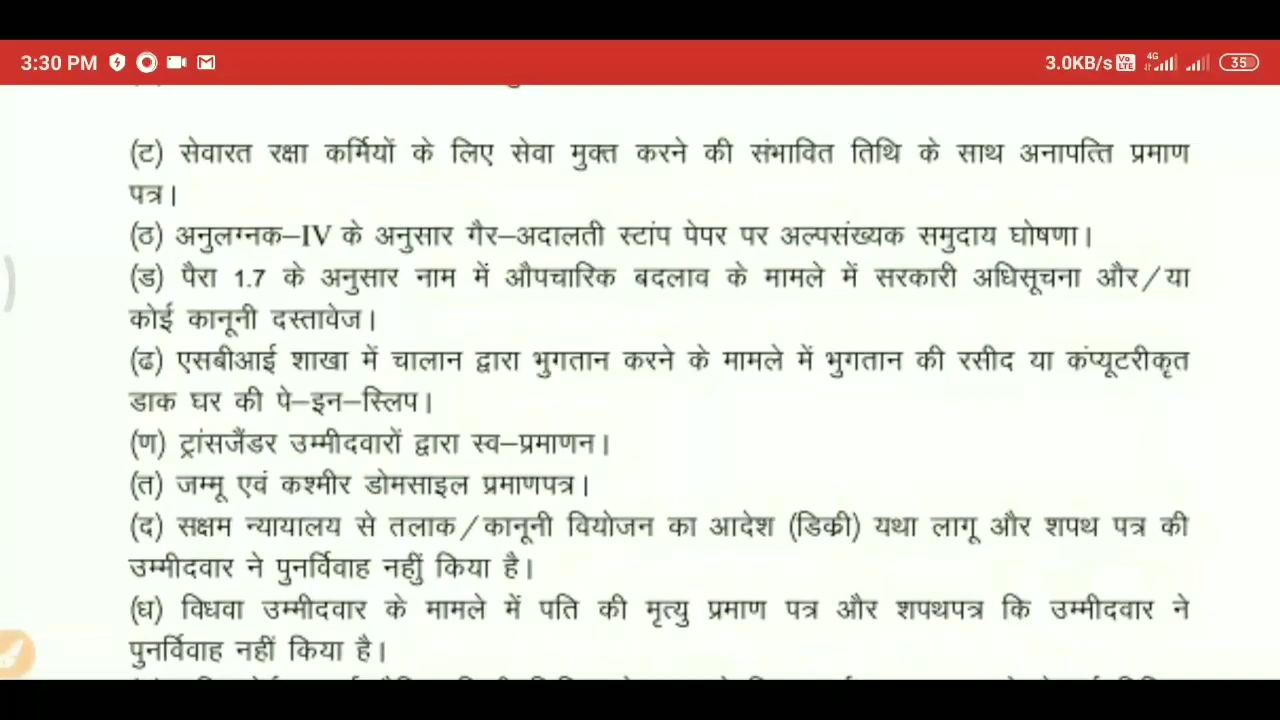 3:30 PM 3.0KB/s Vo LTE 4G 35
(ट) सेवारत रक्षा कर्मियों के लिए सेवा मुक्त करने की संभावित तिथि के साथ अनापत्ति प्रमाण
पत्र।
(ठ) अनुलग्नक–IV के अनुसार गैर–अदालती स्टांप पेपर पर अल्पसंख्यक समुदाय घोषणा।
(ड) पैरा 1.7 के अनुसार नाम में औपचारिक बदलाव के मामले में सरकारी अधिसूचना और/या
कोई कानूनी दस्तावेज।
(ढ) एसबीआई शाखा में चालान द्वारा भुगतान करने के मामले में भुगतान की रसीद या कंप्यूटरीकृत
डाक घर की पे–इन–स्लिप।
(ण) ट्रांसजैंडर उम्मीदवारों द्वारा स्व–प्रमाणन।
(त) जम्मू एवं कश्मीर डोमसाइल प्रमाणपत्र।
(द) सक्षम न्यायालय से तलाक/कानूनी वियोजन का आदेश (डिक्री) यथा लागू और शपथ पत्र की
उम्मीदवार ने पुनर्विवाह नहीं किया है।
(ध) विधवा उम्मीदवार के मामले में पति की मृत्यु प्रमाण पत्र और शपथपत्र कि उम्मीदवार ने
पुनर्विवाह नहीं किया है।